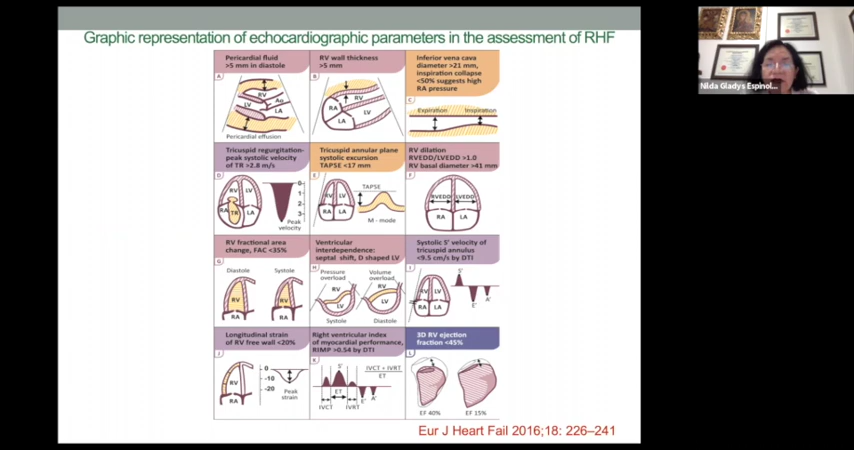 Graphic representation of echocardiographic parameters in the assessment of RHF
Pericardial fluid
>5 mm in diastole
A
RV
LV
Ao
LA
Pericardial effusion
RV wall thickness
>5 mm
B
RV
RA
LV
LA
Inferior vena cava
diameter >21 mm,
inspiration collapse
<50% suggests high
RA pressure
C
Expiration
Inspiration
Tricuspid regurgitation-
peak systolic velocity
of TR >2.8 m/s
D
RV
LV
RA
TR
LA
0
1
2
3
Peak
velocity
Tricuspid annular plane
systolic excursion
TAPSE <17 mm
E
TAPSE
RV
LV
RA
LA
M - mode
RV dilation
RVEDD/LVEDD >1.0
RV basal diameter >41 mm
F
RVEDD
LVEDD
RA
LA
RV fractional area
change, FAC <35%
G
Diastole
Systole
RV
RV
RA
RA
Ventricular
interdependence:
septal shift, D shaped LV
H
Pressure
overload
Volume
overload
RV
RV
LV
LV
Systole
Diastole
Systolic S' velocity of
tricuspid annulus
<9.5 cm/s by DTI
I
S'
RV
LV
RA
LA
E'
A'
Longitudinal strain
of RV free wall <20%
J
RV
RA
0
-10
-20
Peak
strain
Right ventricular index
of myocardial performance,
RIMP >0.54 by DTI
K
S'
IVCT + IVRT
ET
ET
E'
A'
IVCT
IVRT
3D RV ejection
fraction <45%
L
EF 40%
EF 15%
Eur J Heart Fail 2016;18: 226–241
Nilda Gladys Espinol...